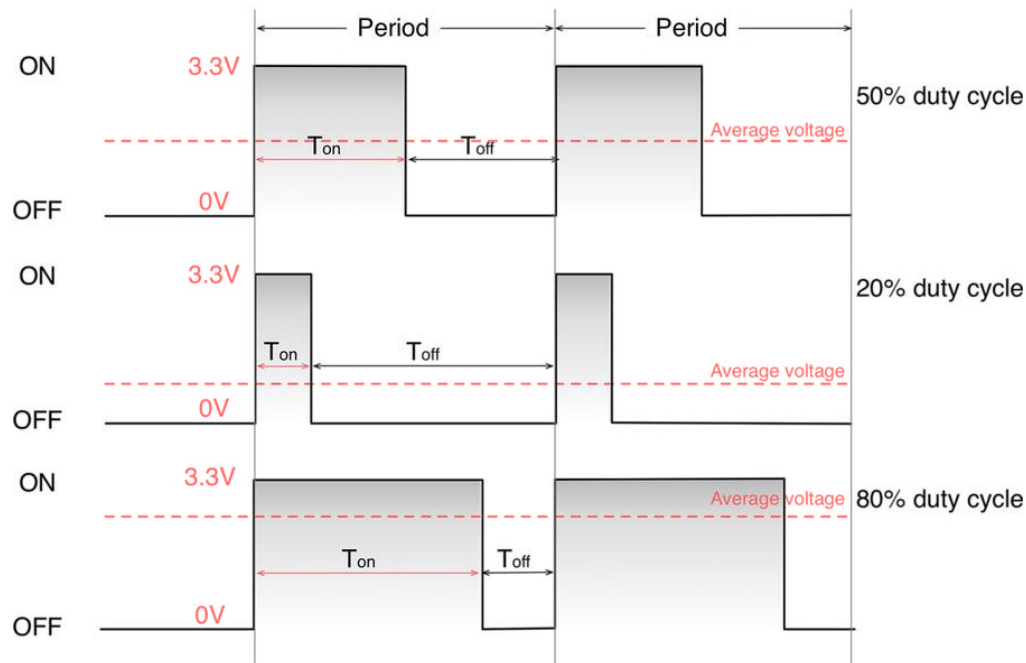 Period Period
ON 3.3V
50% duty cycle
Average voltage
Ton Toff
OFF 0V
ON 3.3V
20% duty cycle
Ton Toff
Average voltage
OFF 0V
ON 3.3V
Average voltage 80% duty cycle
Ton Toff
OFF 0V